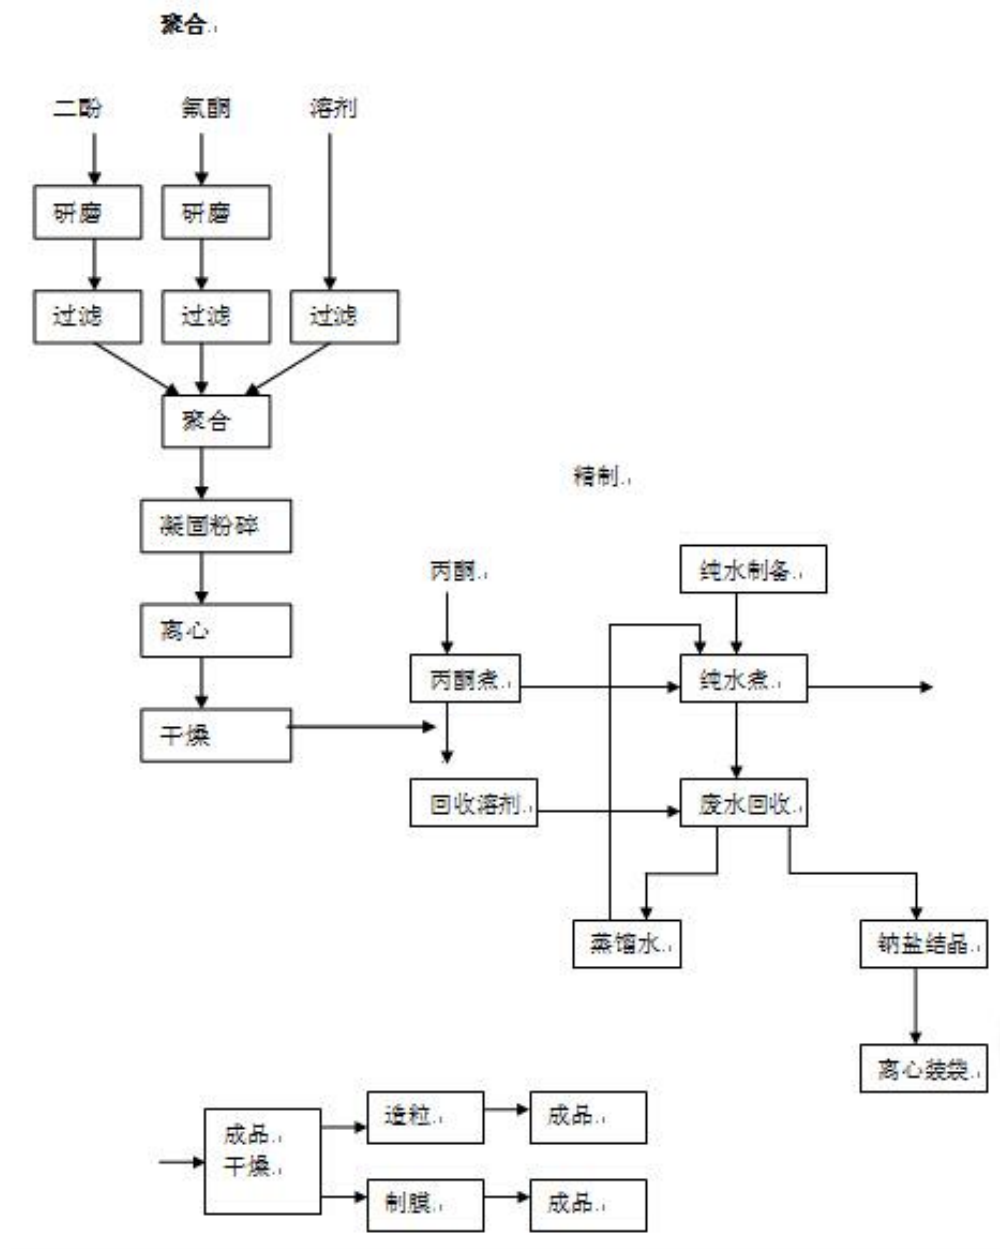 聚合
二酚
氟酮
溶剂
研磨
研磨
过滤
过滤
过滤
聚合
凝固粉碎
离心
干燥
精制
丙酮
纯水制备
丙酮煮
纯水煮
回收溶剂
废水回收
蒸馏水
钠盐结晶
离心装袋
成品
干燥
造粒
成品
制膜
成品